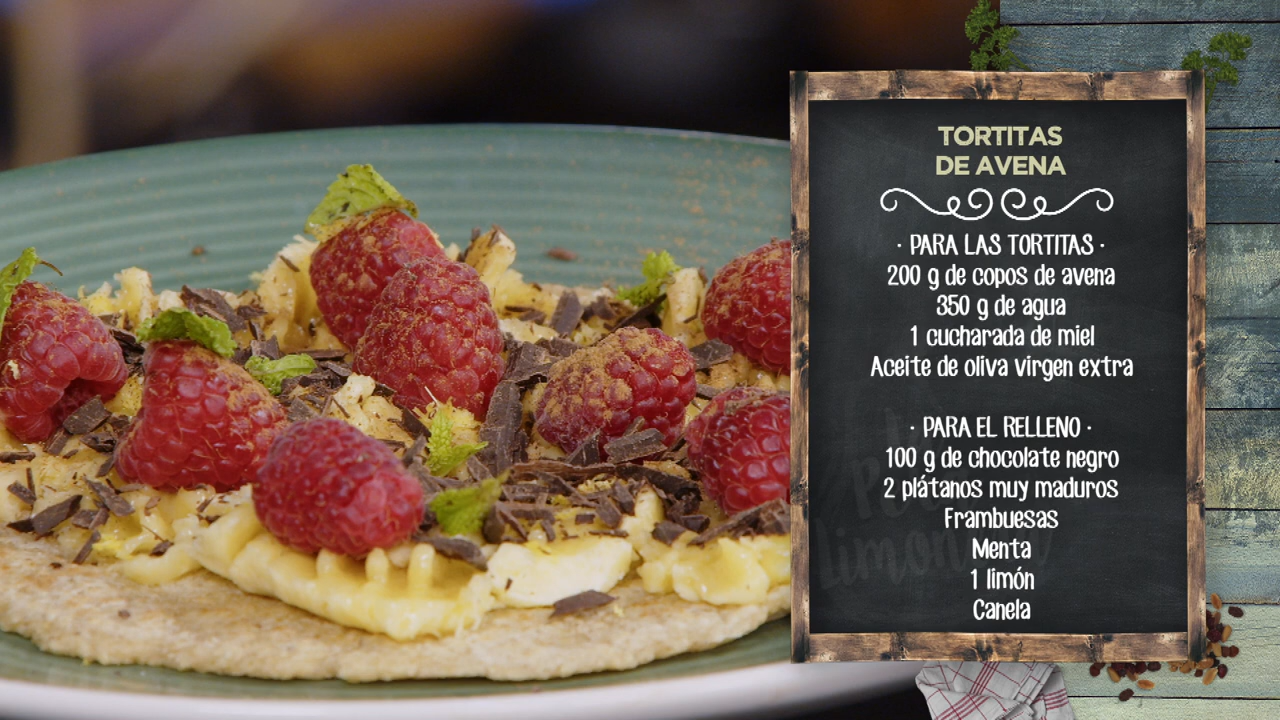 TORTITAS
DE AVENA
· PARA LAS TORTITAS ·
200 g de copos de avena
350 g de agua
1 cucharada de miel
Aceite de oliva virgen extra
· PARA EL RELLENO ·
100 g de chocolate negro
2 plátanos muy maduros
Frambuesas
Menta
1 limón
Canela